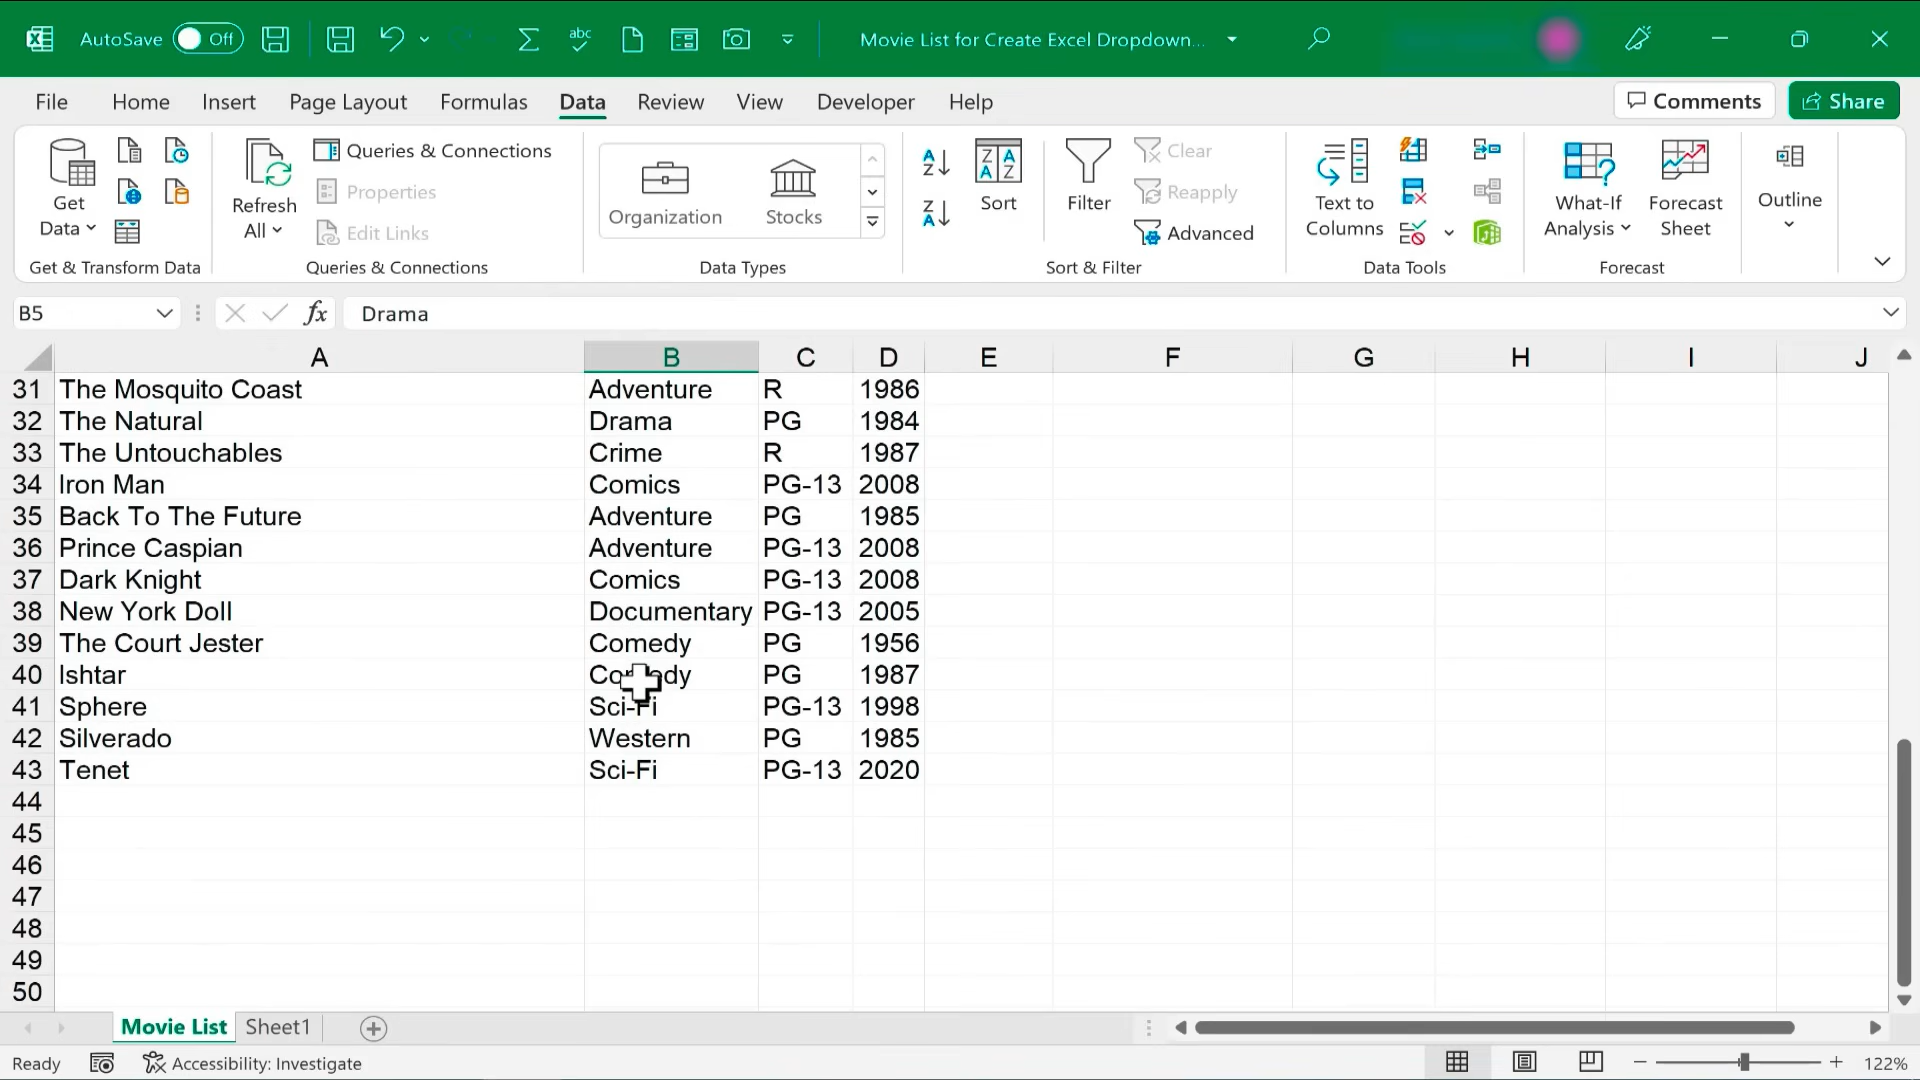 AutoSave Off abc Movie List for Create Excel Dropdown...
File Home Insert Page Layout Formulas Data Review View Developer Help Comments Share
Get Data
Refresh All
Queries & Connections
Properties
Edit Links
Organization
Stocks
Sort
Filter
Clear
Reapply
Advanced
Text to Columns
What-If Analysis
Forecast Sheet
Outline
Get & Transform Data Queries & Connections Data Types Sort & Filter Data Tools Forecast
B5 fx Drama
A B C D E F G H I J
31 The Mosquito Coast Adventure R 1986
32 The Natural Drama PG 1984
33 The Untouchables Crime R 1987
34 Iron Man Comics PG-13 2008
35 Back To The Future Adventure PG 1985
36 Prince Caspian Adventure PG-13 2008
37 Dark Knight Comics PG-13 2008
38 New York Doll Documentary PG-13 2005
39 The Court Jester Comedy PG 1956
40 Ishtar Comedy PG 1987
41 Sphere Sci-Fi PG-13 1998
42 Silverado Western PG 1985
43 Tenet Sci-Fi PG-13 2020
44
45
46
47
48
49
50
Movie List Sheet1
Ready Accessibility: Investigate 122%